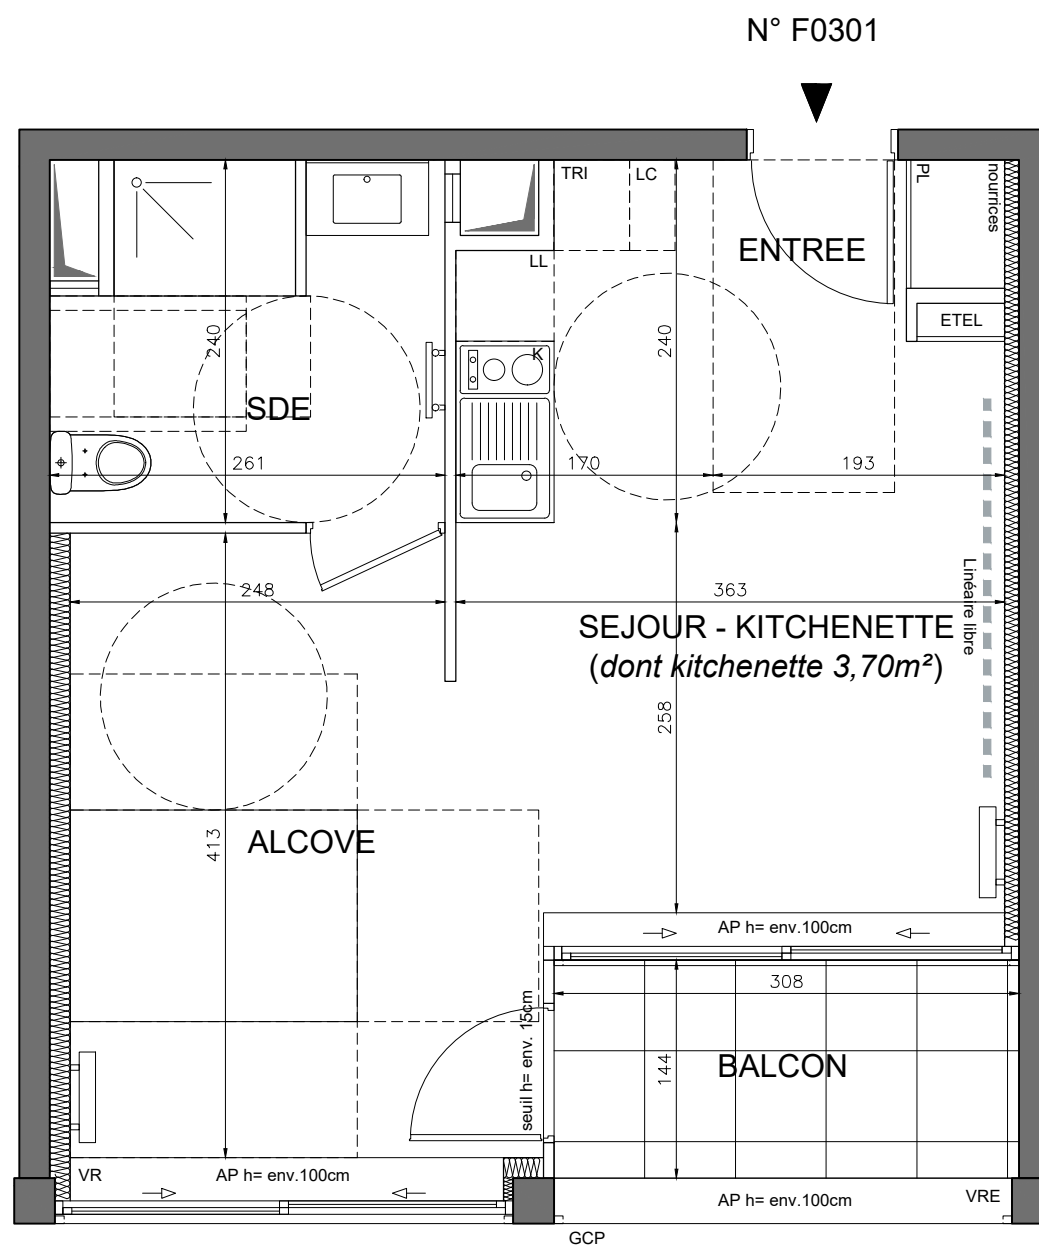 N° F0301
TRI
LC
PL
nourrices
ENTREE
LL
ETEL
240
240
K
SDE
261
170
193
248
363
Linéaire libre
SEJOUR - KITCHENETTE
(dont kitchenette 3,70m²)
258
413
ALCOVE
AP h= env.100cm
308
seuil h= env. 15cm
144
BALCON
VR
AP h= env.100cm
AP h= env.100cm
VRE
GCP